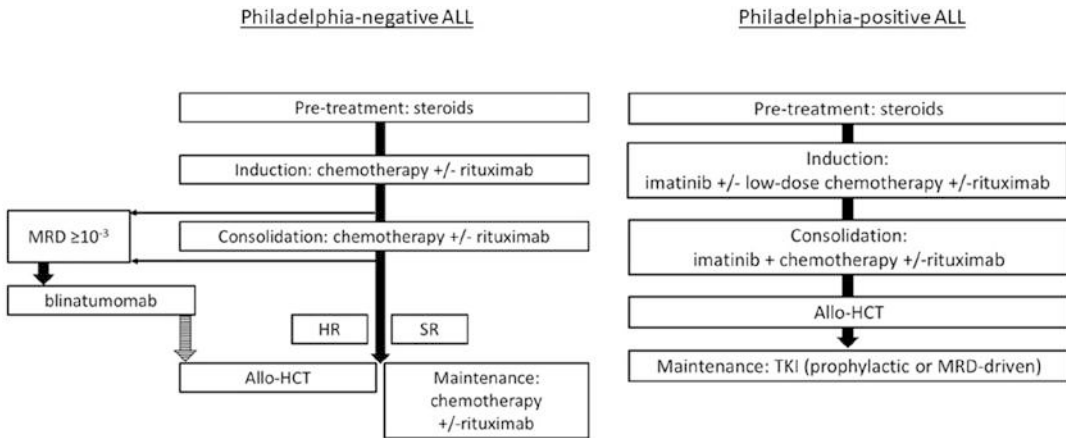 Philadelphia-negative ALL
Pre-treatment: steroids
Induction: chemotherapy +/- rituximab
MRD ≥10⁻³
Consolidation: chemotherapy +/- rituximab
blinatumomab
HR
SR
Allo-HCT
Maintenance:
chemotherapy
+/-rituximab
Philadelphia-positive ALL
Pre-treatment: steroids
Induction:
imatinib +/- low-dose chemotherapy +/-rituximab
Consolidation:
imatinib + chemotherapy +/-rituximab
Allo-HCT
Maintenance: TKI (prophylactic or MRD-driven)